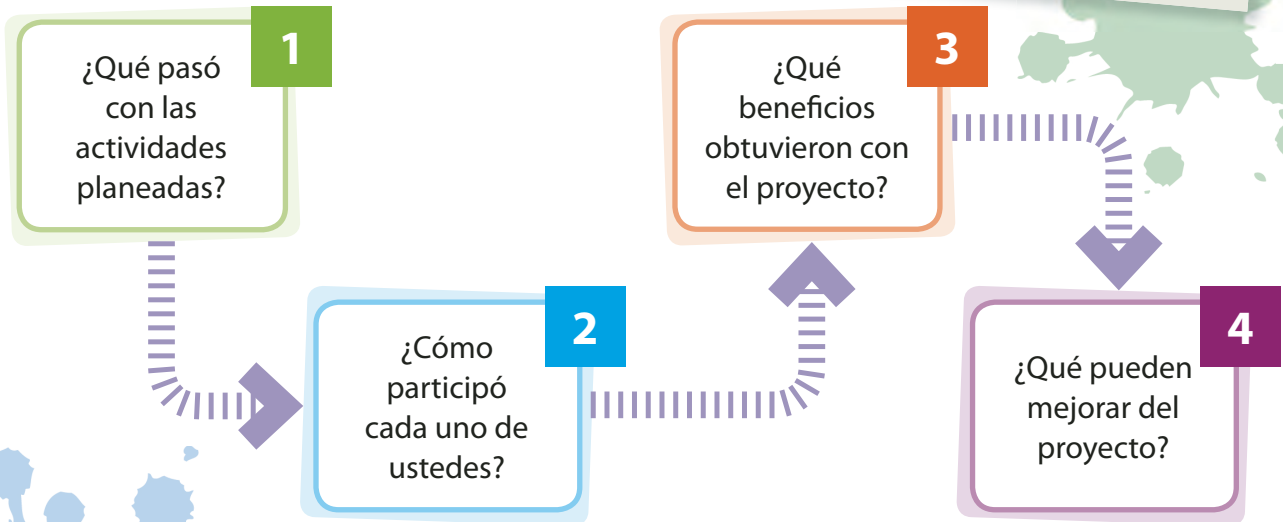 1
¿Qué pasó
con las
actividades
planeadas?
2
¿Cómo
participó
cada uno de
ustedes?
3
¿Qué
beneficios
obtuvieron con
el proyecto?
4
¿Qué pueden
mejorar del
proyecto?